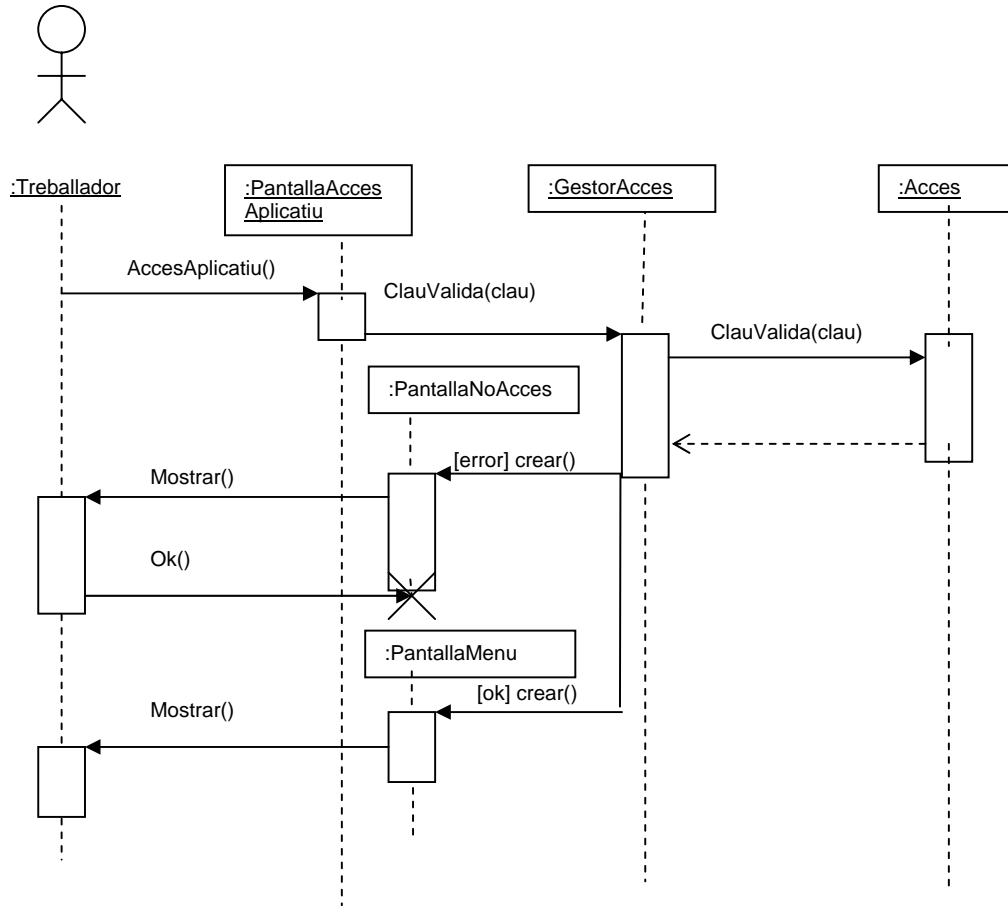 :Treballador
:PantallaAcces
Aplicatiu
:GestorAcces
:Acces
AccesAplicatiu()
ClauValida(clau)
ClauValida(clau)
:PantallaNoAcces
[error] crear()
Mostrar()
Ok()
:PantallaMenu
[ok] crear()
Mostrar()